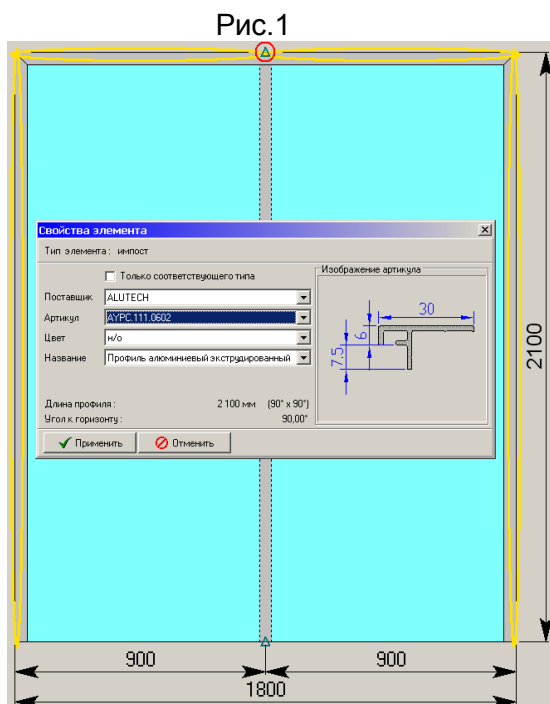 Рис.1
Свойства элемента
Тип элемента: импост
Только соответствующего типа
Поставщик ALUTECH
Артикул AYPC.111.0602
Цвет н/о
Название Профиль алюминиевый экструдированный
Длина профиля: 2 100 мм (90° x 90°)
Угол к горизонту: 90,00°
Применить
Отменить
Изображение артикула
30
6
7.5
2100
900
900
1800